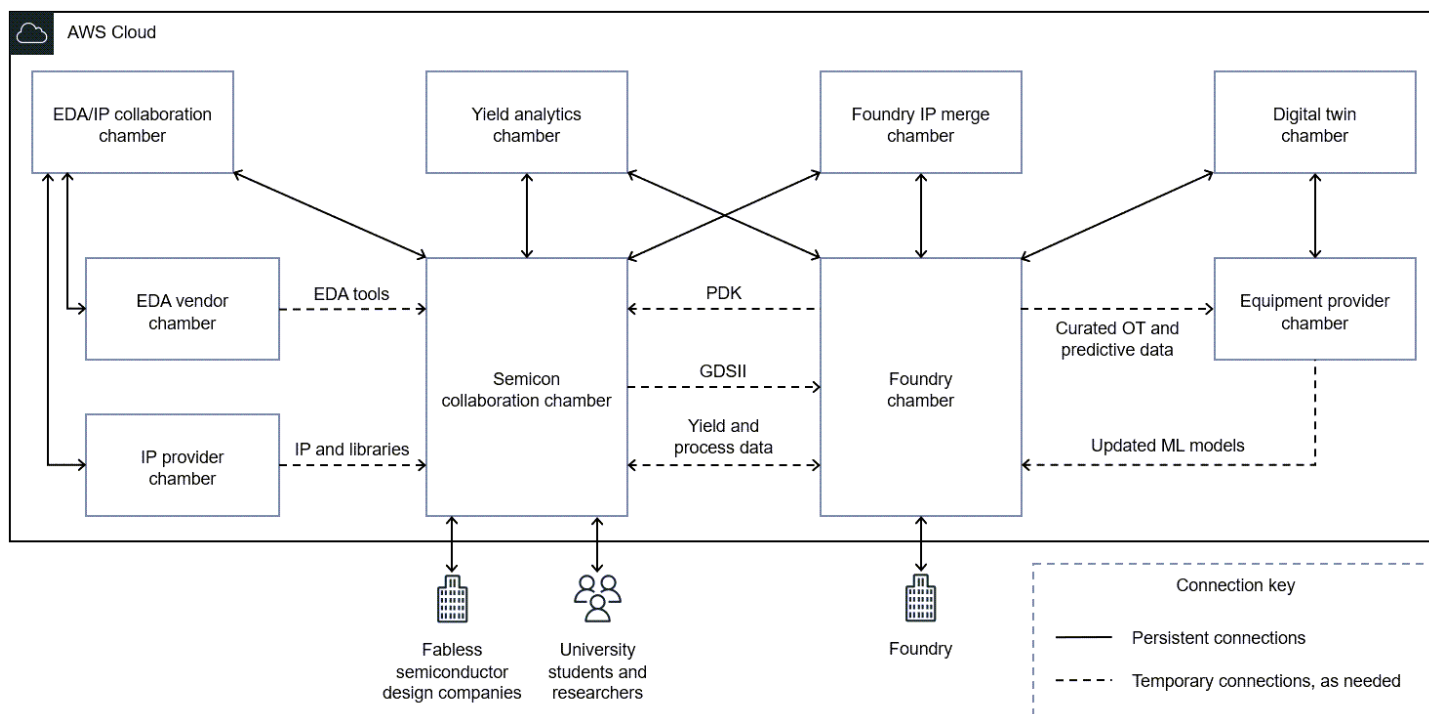 AWS Cloud
EDA/IP collaboration
chamber
Yield analytics
chamber
Foundry IP merge
chamber
Digital twin
chamber
EDA vendor
chamber
EDA tools
PDK
Equipment provider
chamber
Curated OT and
predictive data
Semicon
collaboration chamber
GDSII
Foundry
chamber
IP provider
chamber
IP and libraries
Yield and
process data
Updated ML models
Fabless
semiconductor
design companies
University
students and
researchers
Foundry
Connection key
Persistent connections
Temporary connections, as needed